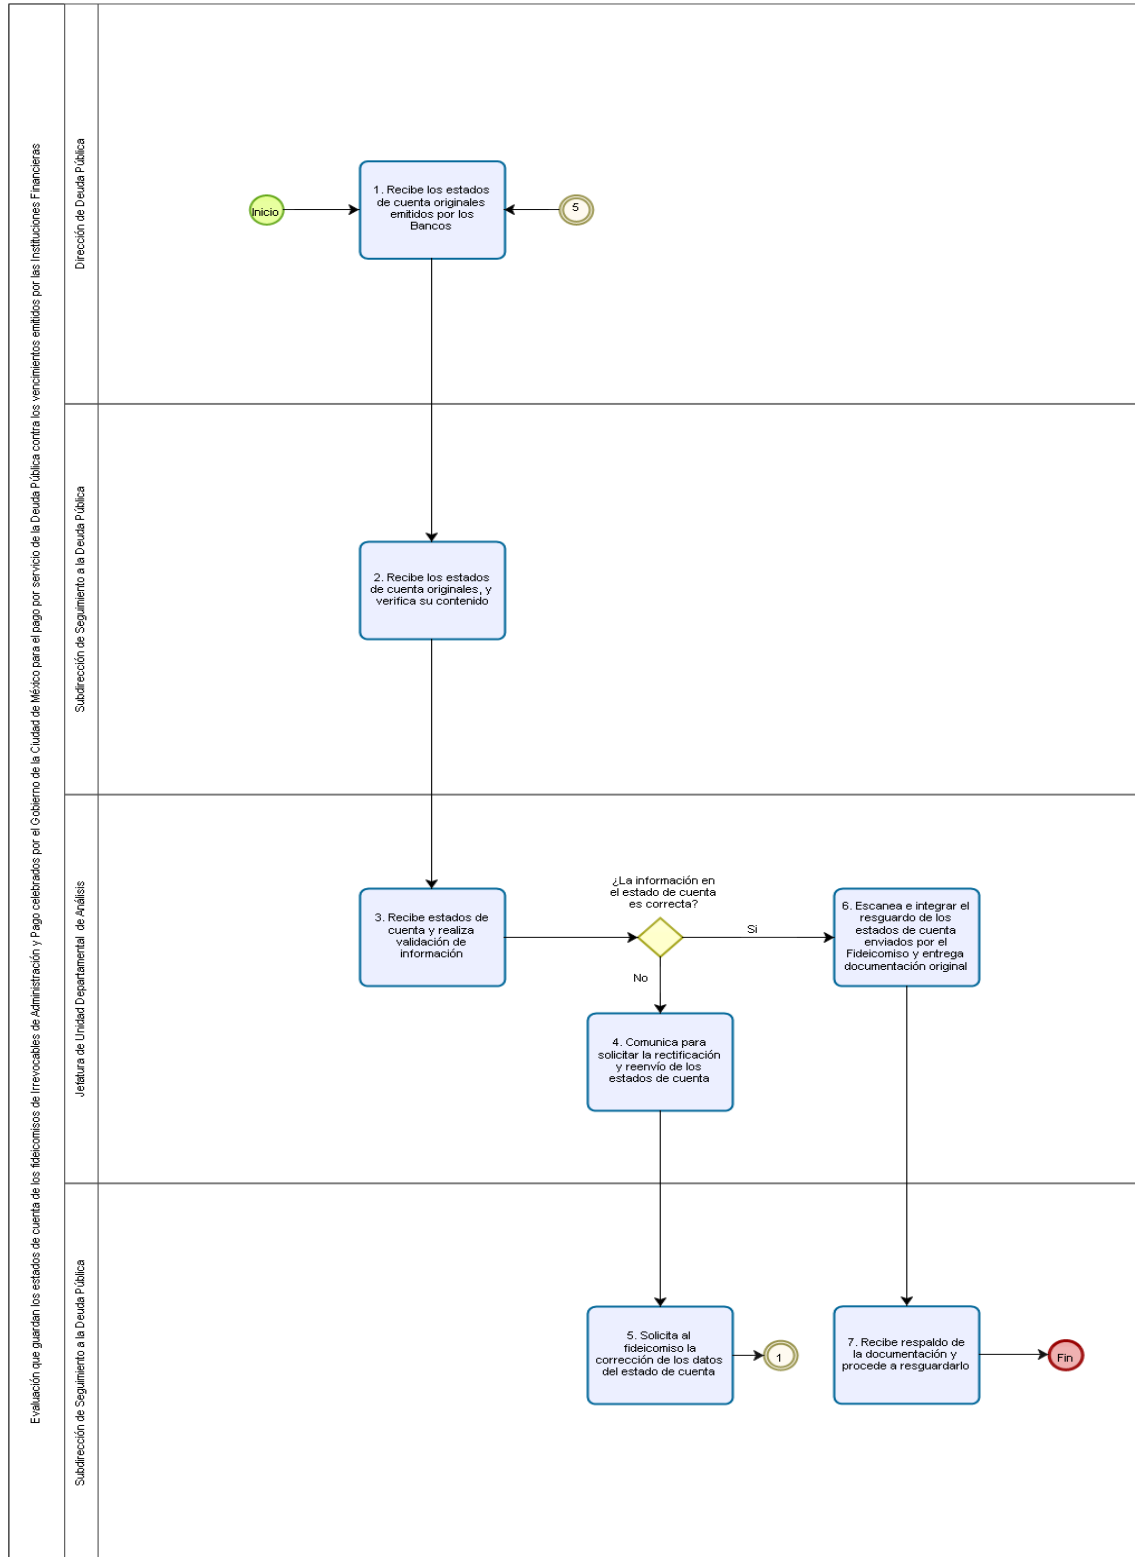 Evaluación que guardan los estados de cuenta de los fideicomisos de Irrevocables de Administración y Pago celebrados por el Gobierno de la Ciudad de México para el pago por servicio de la Deuda Pública contra los vencimientos emitidos por las Instituciones Financieras
Dirección de Deuda Pública
Inicio
1. Recibe los estados
de cuenta originales
emitidos por los
Bancos
5
Subdirección de Seguimiento a la Deuda Pública
2. Recibe los estados
de cuenta originales, y
verifica su contenido
Jefatura de Unidad Departamental de Análisis
3. Recibe estados de
cuenta y realiza
validación de
información
¿La información en
el estado de cuenta
es correcta?
Si
No
6. Escanea e integrar el
resguardo de los
estados de cuenta
enviados por el
Fideicomiso y entrega
documentación original
4. Comunica para
solicitar la rectificación
y reenvío de los
estados de cuenta
Subdirección de Seguimiento a la Deuda Pública
5. Solicita al
fideicomiso la
corrección de los datos
del estado de cuenta
1
7. Recibe respaldo de
la documentación y
procede a resguardarlo
Fin